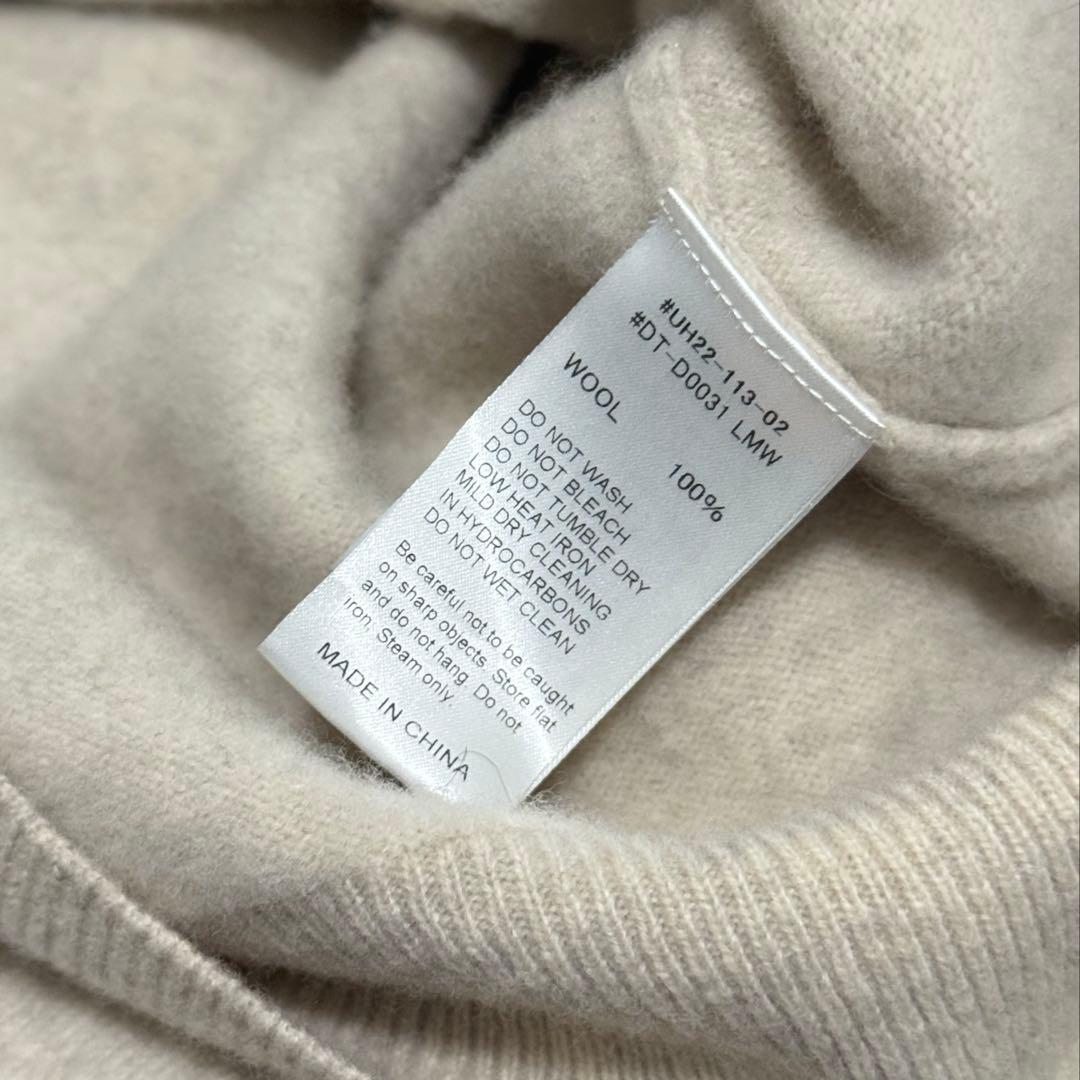 #UH22-113-02
#DT-D0031 LMW
WOOL 100%
DO NOT WASH
DO NOT BLEACH
DO NOT TUMBLE DRY
LOW HEAT IRON
MILD DRY CLEANING
IN HYDROCARBONS
DO NOT WET CLEAN
Be careful not to be caught
on sharp objects. Store flat
and do not hang. Do not
iron. Steam only.
MADE IN CHINA